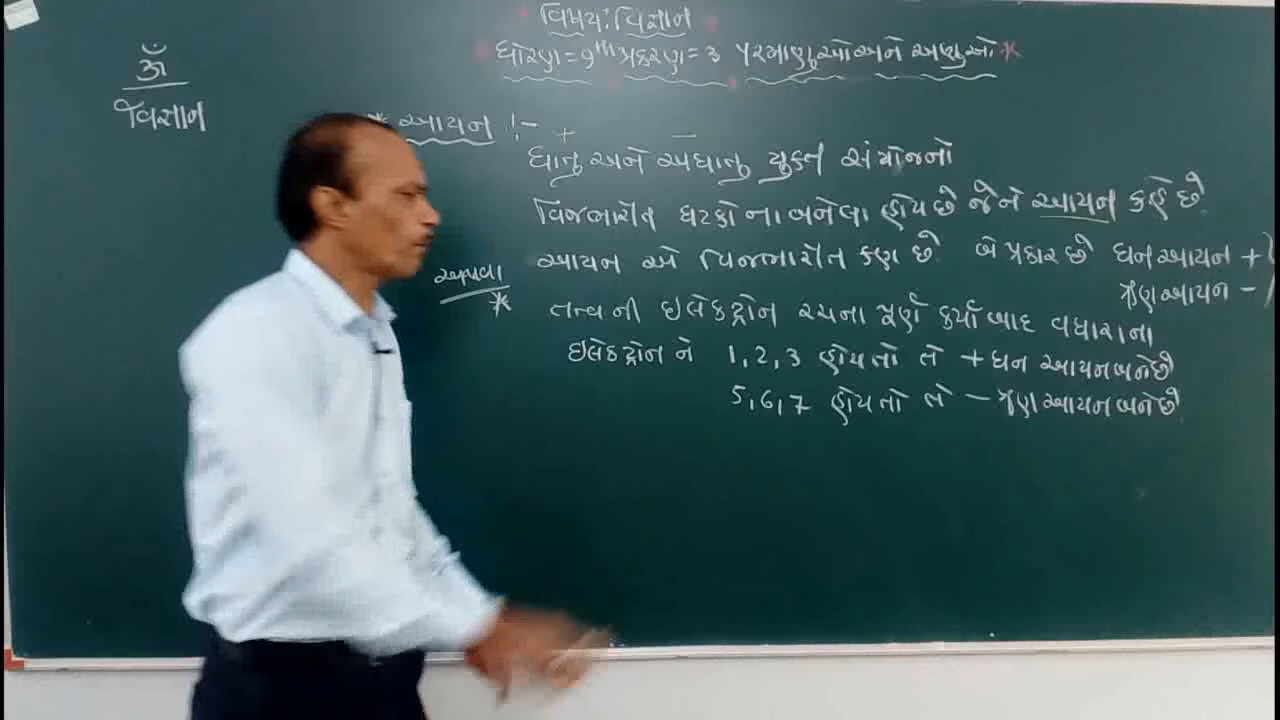 વિષય: વિજ્ઞાન
ધોરણ = 9th પ્રકરણ = 3 પરમાણુઓ અને અણુઓ *
ૐ
વિજ્ઞાન
* આયન :-
+ –
ધાતુ અને અધાતુ યુક્ત સંયોજનો
વિજભારીત ઘટકોના બનેલા હોય છે જેને આયન કહે છે
આયન એ વિજભારીત કણ છે. બે પ્રકાર છે ધન આયન +
ઋણ આયન –
અથવા
* તત્વની ઇલેક્ટ્રોન રચના પૂર્ણ કર્યા બાદ વધારાના
ઇલેક્ટ્રોન ને 1, 2, 3 હોય તો તે + ધન આયન બને છે
5, 6, 7 હોય તો તે – ઋણ આયન બને છે